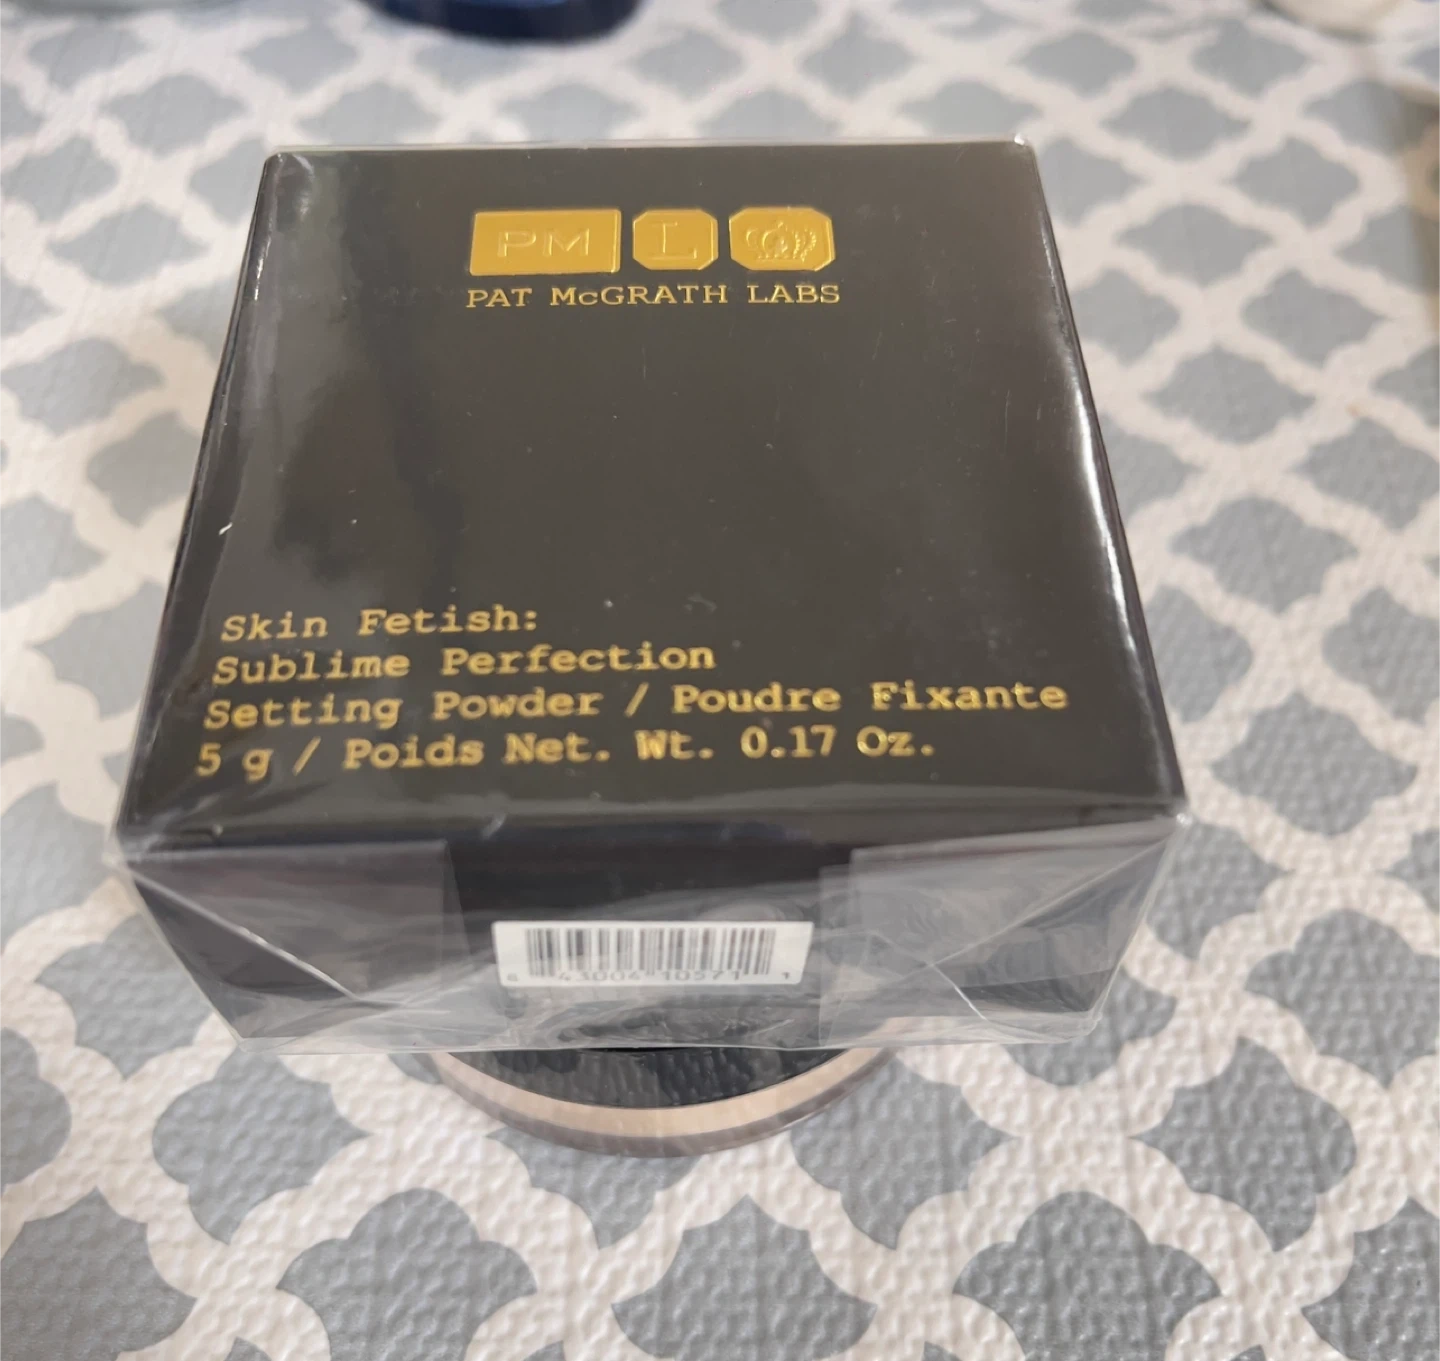 PM L
PAT McGRATH LABS
Skin Fetish:
Sublime Perfection
Setting Powder / Poudre Fixante
5 g / Poids Net. Wt. 0.17 Oz.